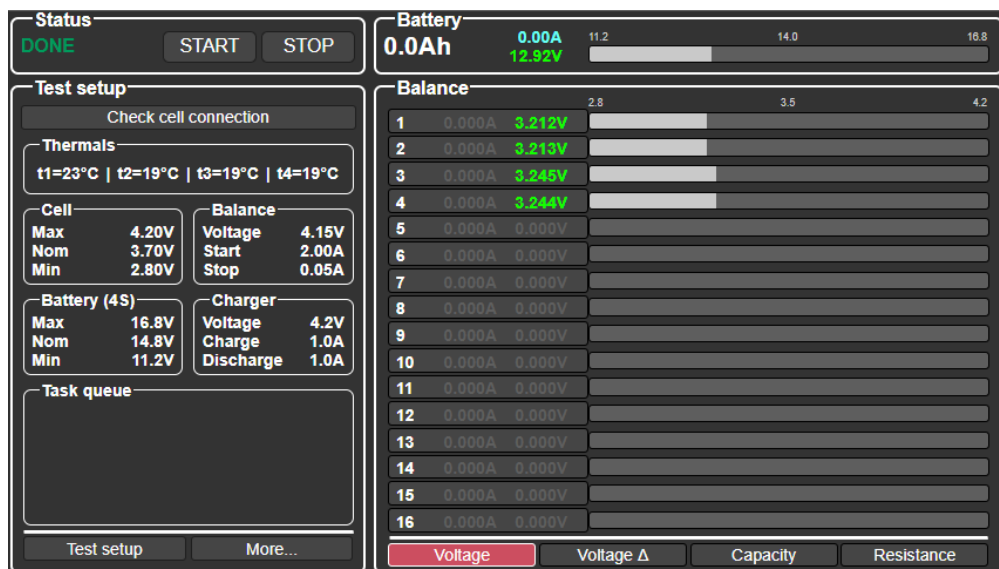 Status
DONE START STOP
Test setup
Check cell connection
Thermals
t1=23°C | t2=19°C | t3=19°C | t4=19°C
Cell
Max 4.20V
Nom 3.70V
Min 2.80V
Balance
Voltage 4.15V
Start 2.00A
Stop 0.05A
Battery (4S)
Max 16.8V
Nom 14.8V
Min 11.2V
Charger
Voltage 4.2V
Charge 1.0A
Discharge 1.0A
Task queue
Test setup More...
Battery
0.0Ah 0.00A 12.92V
11.2 14.0 16.8
Balance
2.8 3.5 4.2
1 0.000A 3.212V
2 0.000A 3.213V
3 0.000A 3.245V
4 0.000A 3.244V
5 0.000A 0.000V
6 0.000A 0.000V
7 0.000A 0.000V
8 0.000A 0.000V
9 0.000A 0.000V
10 0.000A 0.000V
11 0.000A 0.000V
12 0.000A 0.000V
13 0.000A 0.000V
14 0.000A 0.000V
15 0.000A 0.000V
16 0.000A 0.000V
Voltage Voltage Δ Capacity Resistance